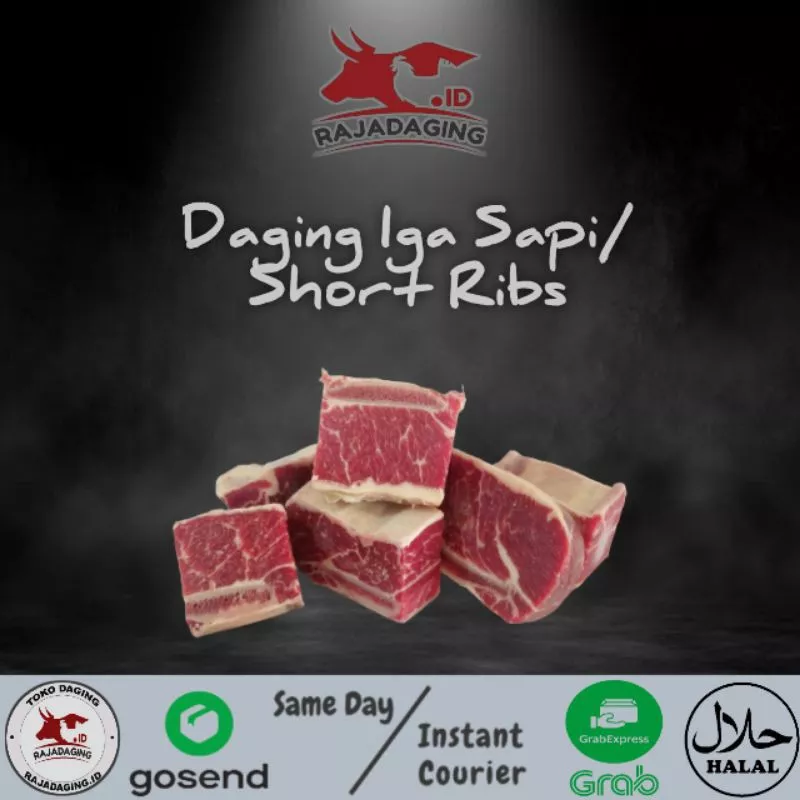 .ID
RAJADAGING
Daging Iga Sapi/
Short Ribs
TOKO DAGING
.ID
RAJADAGING
RAJADAGING.ID
gosend
Same Day/
Instant
Courier
GrabExpress
Grab
حلال
HALAL